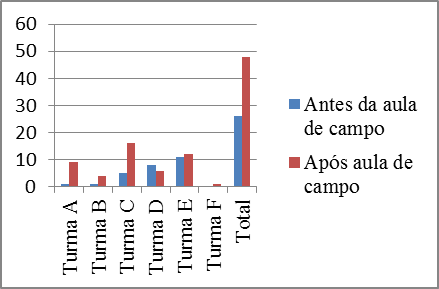 60
50
40
30
20
10
0
Turma A
Turma B
Turma C
Turma D
Turma E
Turma F
Total
Antes da aula
de campo
Após aula de
campo